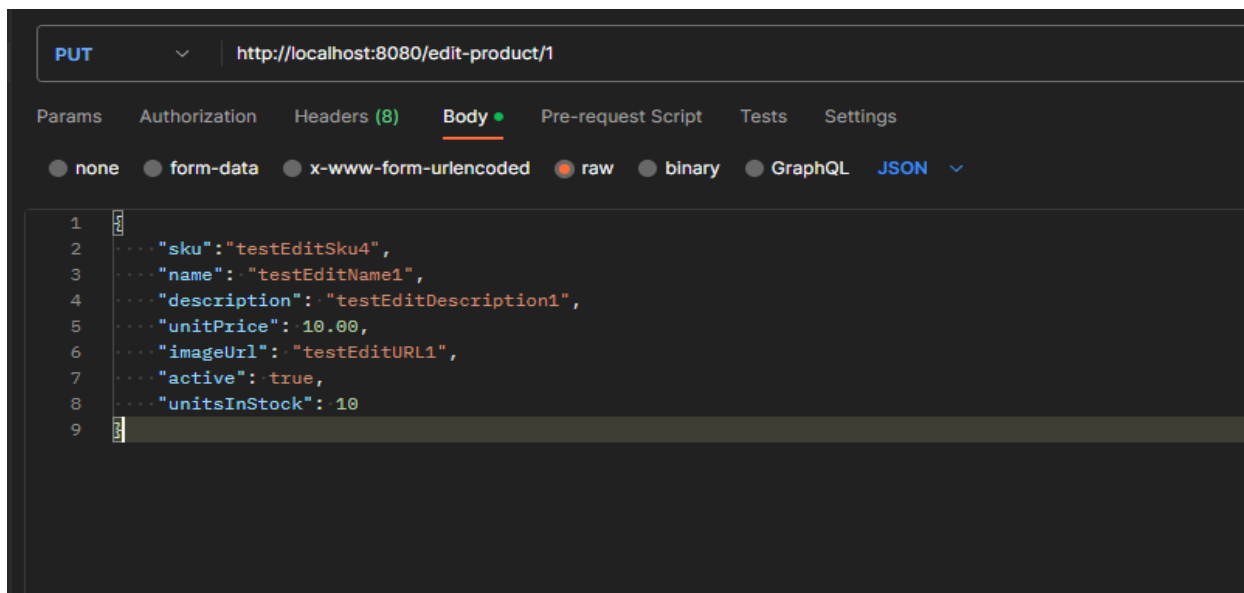 PUT http://localhost:8080/edit-product/1
Params Authorization Headers (8) Body Pre-request Script Tests Settings
none form-data x-www-form-urlencoded raw binary GraphQL JSON
1 {
2 "sku":"testEditSku4",
3 "name": "testEditName1",
4 "description": "testEditDescription1",
5 "unitPrice": 10.00,
6 "imageUrl": "testEditURL1",
7 "active": true,
8 "unitsInStock": 10
9 }